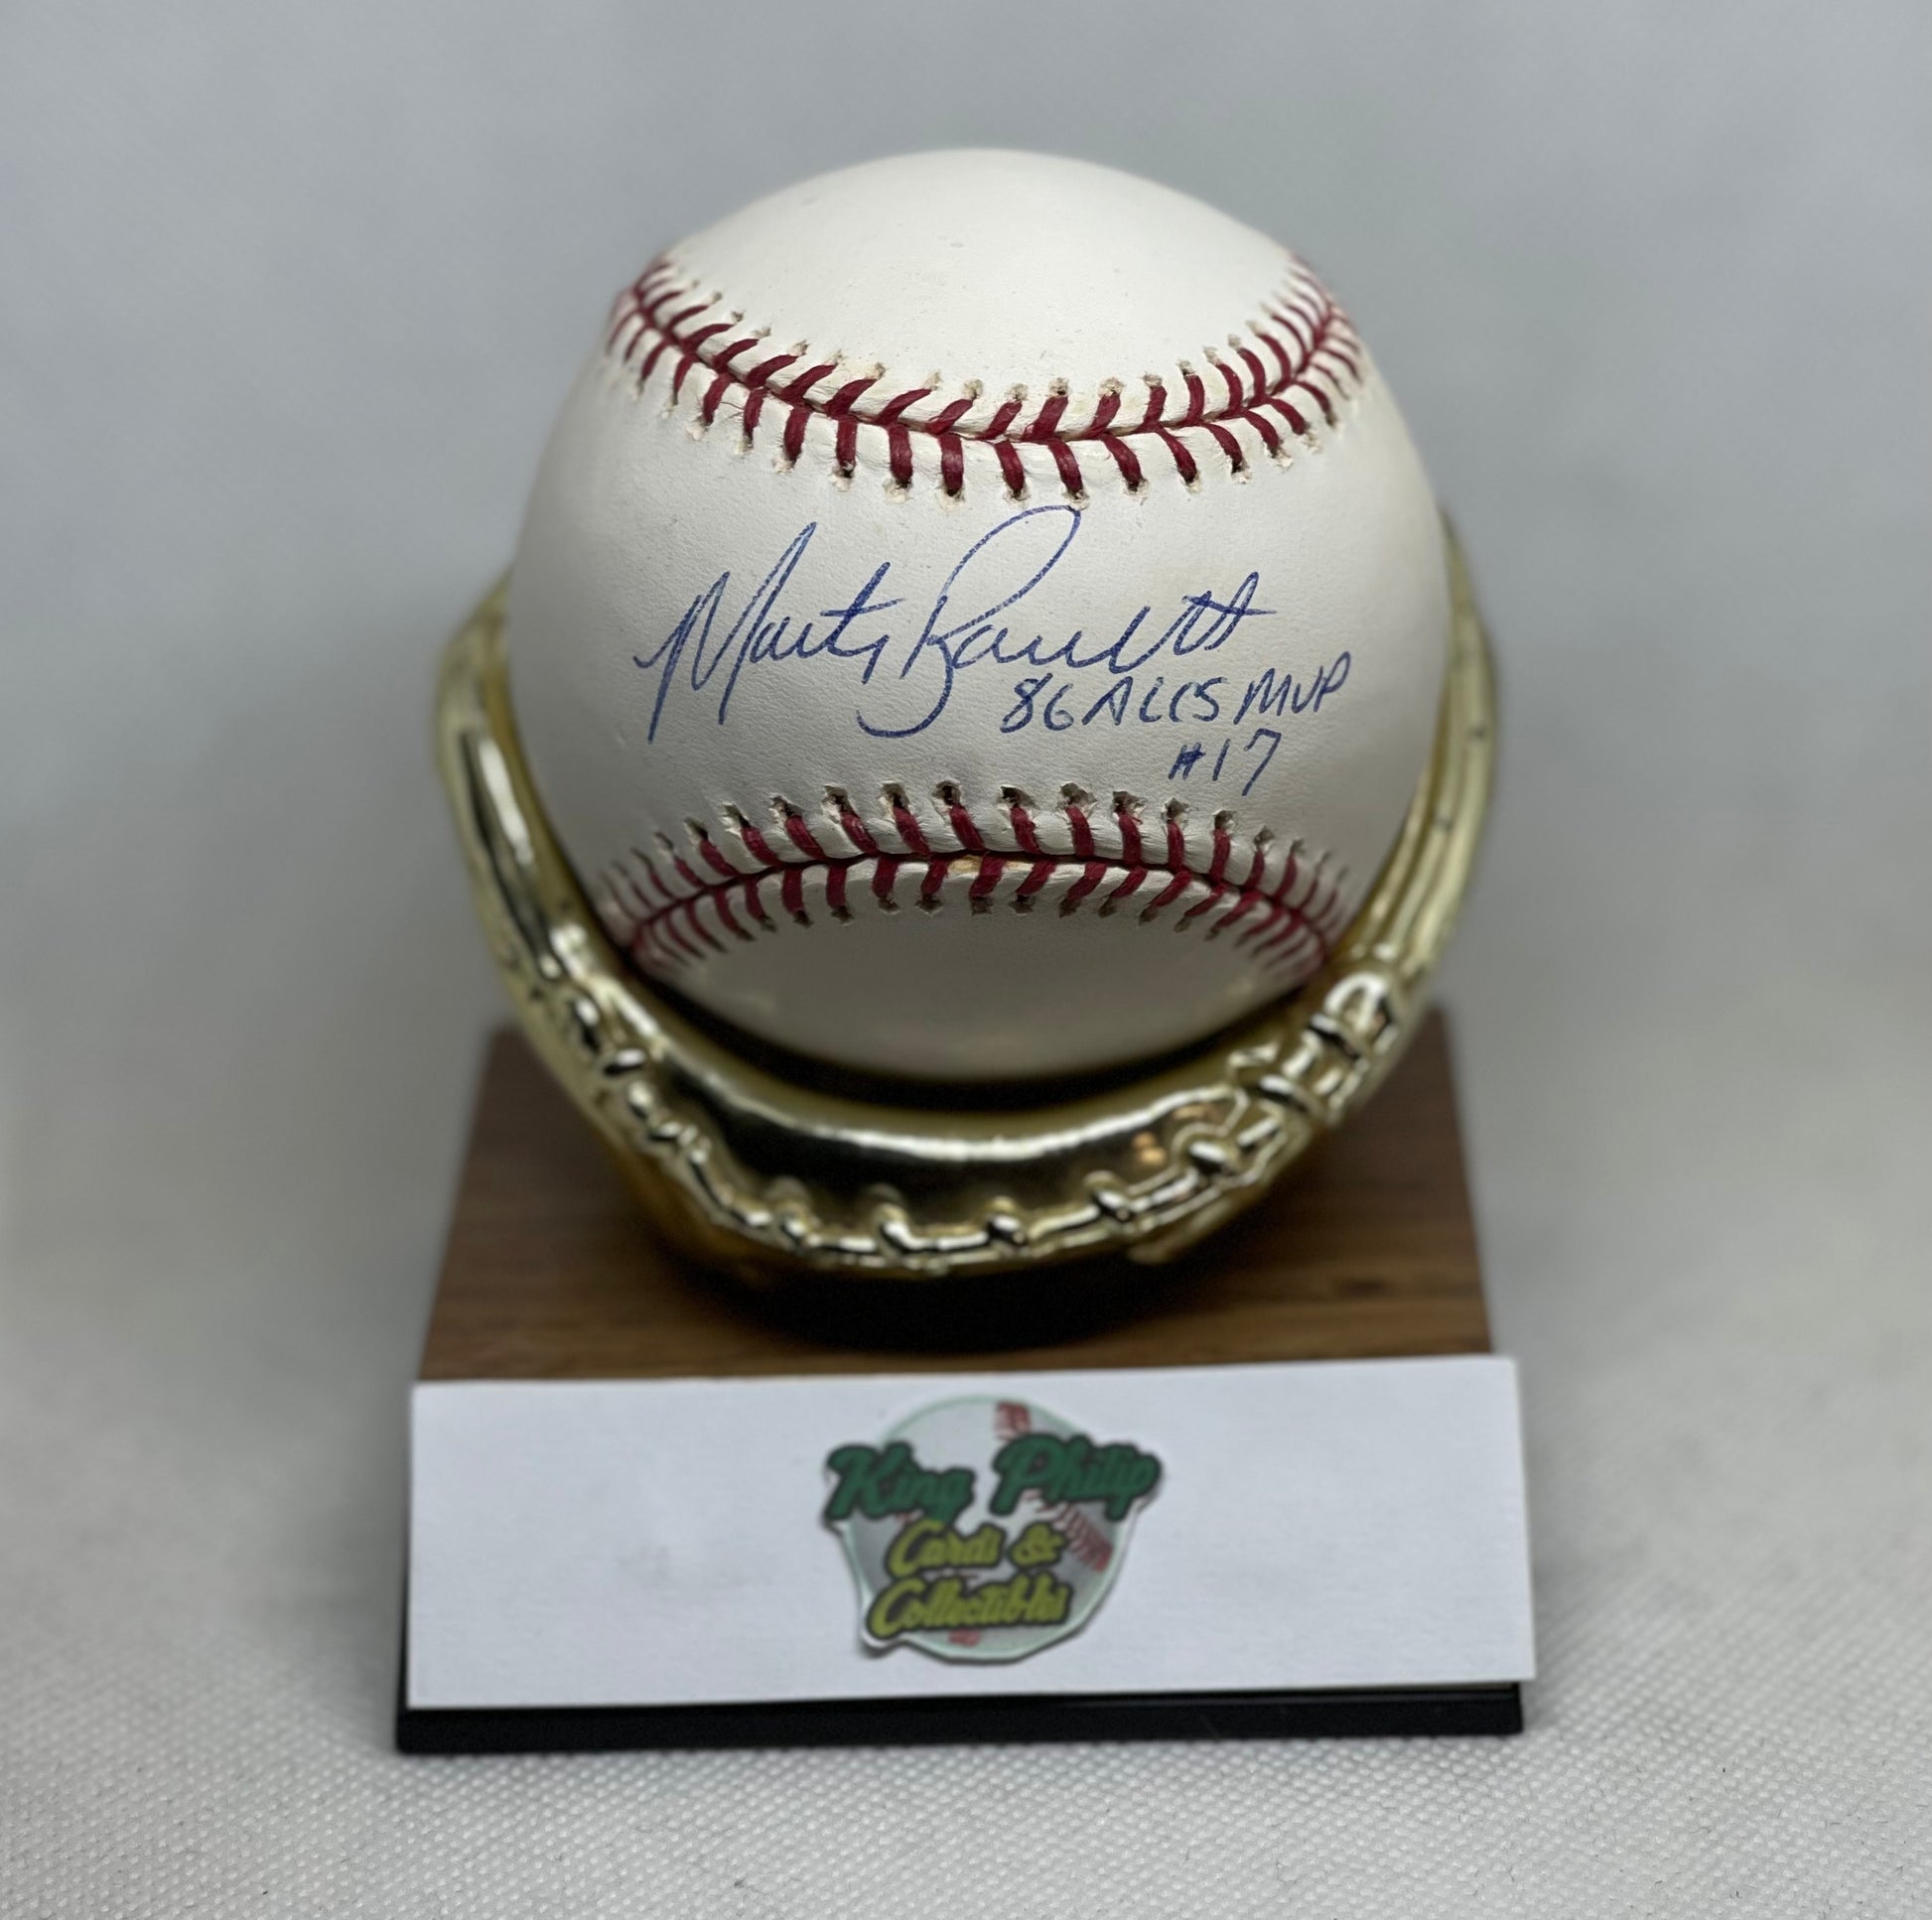 Marty Barrett
86 ALCS MVP
#17
King Philip
Cards &
Collectibles